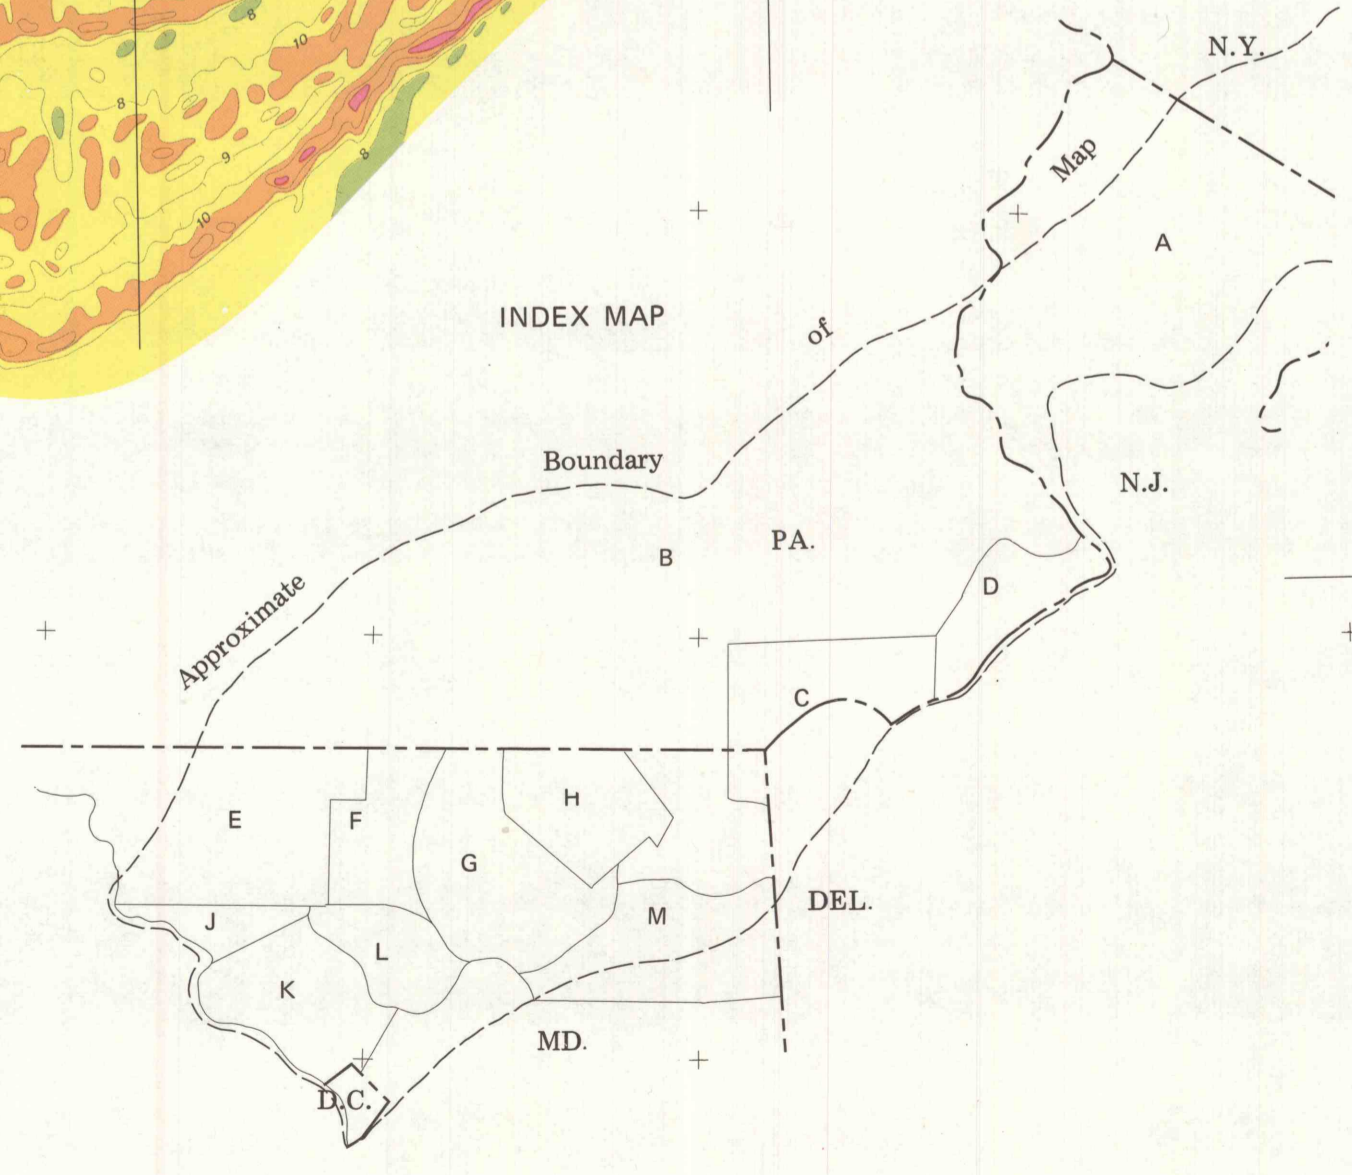 8
10
8
9
8
10
N.Y.
Map
A
INDEX MAP
of
Boundary
N.J.
B
PA.
D
Approximate
C
H
E
F
G
DEL.
J
M
L
K
MD.
D.C.